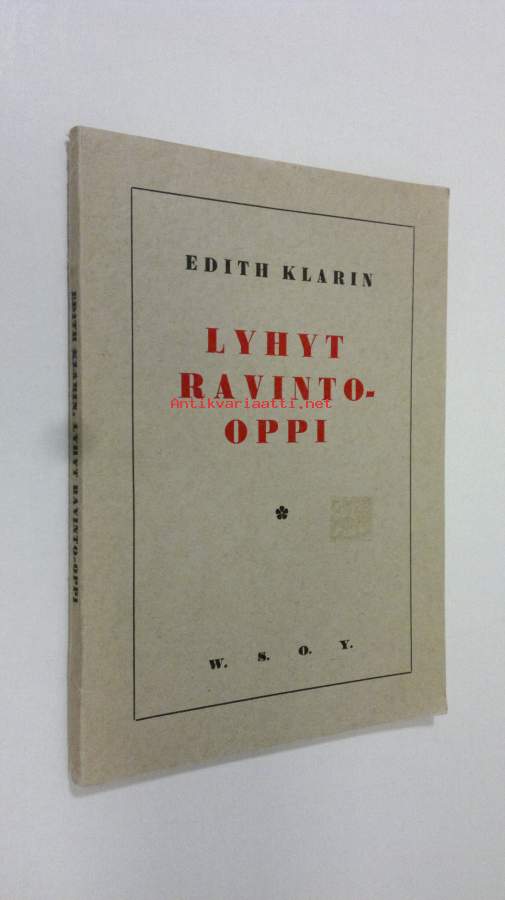 EDITH KLARIN
LYHYT
RAVINTO-
OPPI
W. S. O. Y.
EDITH KLARIN, LYHYT RAVINTO-OPPI
Antikvariaatti.net